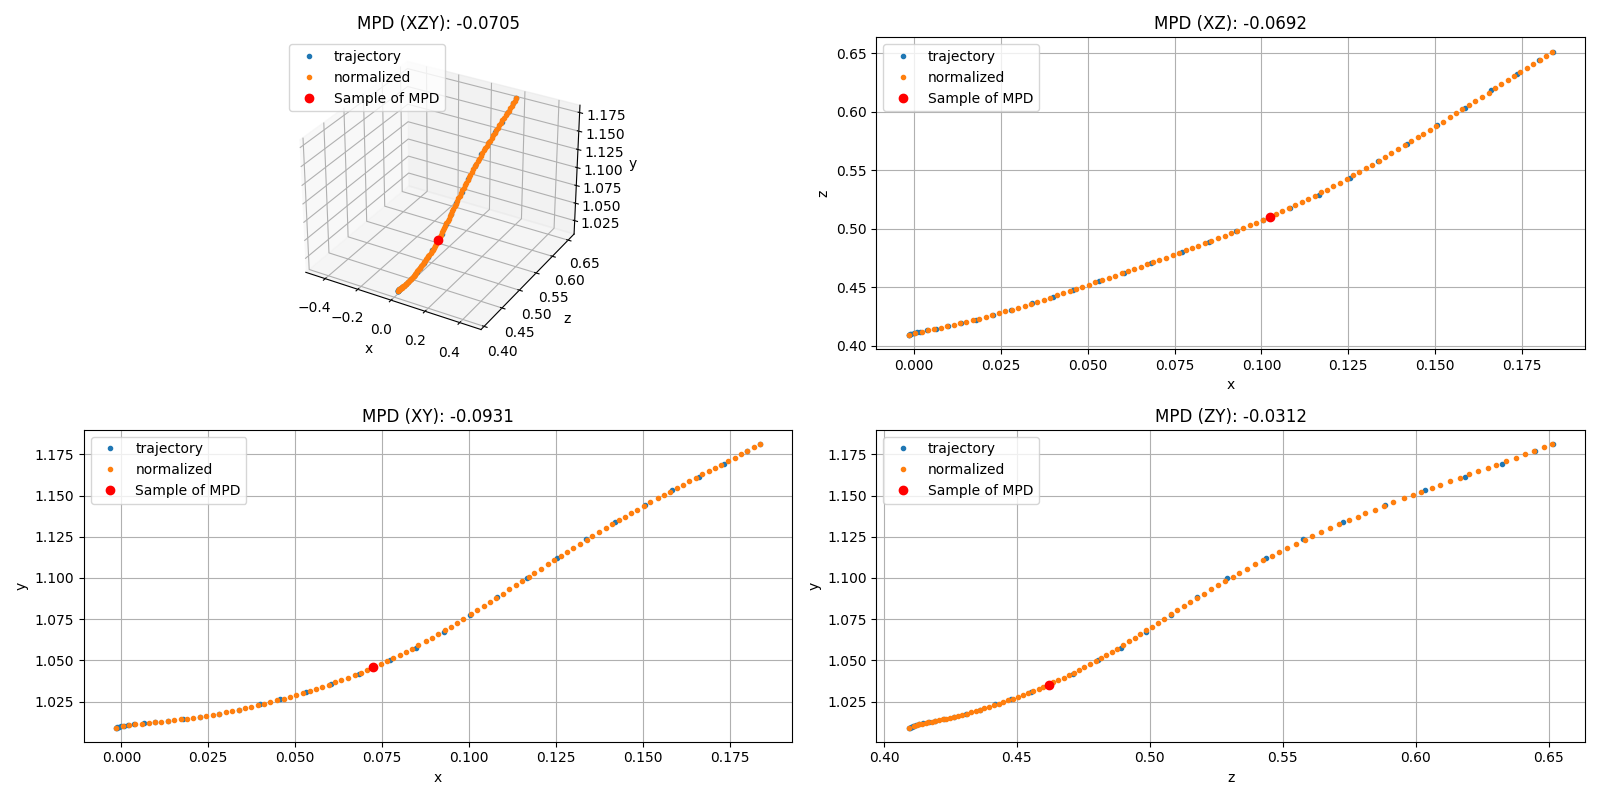 MPD (XZY): -0.0705
trajectory
normalized
Sample of MPD
1.175
1.150
1.125
1.100
1.075
1.050
1.025
y
0.65
0.60
0.55
0.50
0.45
0.40
z
−0.4
−0.2
0.0
0.2
0.4
x
MPD (XZ): -0.0692
trajectory
normalized
Sample of MPD
0.65
0.60
0.55
0.50
0.45
0.40
z
0.000 0.025 0.050 0.075 0.100 0.125 0.150 0.175
x
MPD (XY): -0.0931
trajectory
normalized
Sample of MPD
1.175
1.150
1.125
1.100
1.075
1.050
1.025
y
0.000 0.025 0.050 0.075 0.100 0.125 0.150 0.175
x
MPD (ZY): -0.0312
trajectory
normalized
Sample of MPD
1.175
1.150
1.125
1.100
1.075
1.050
1.025
y
0.40 0.45 0.50 0.55 0.60 0.65
z